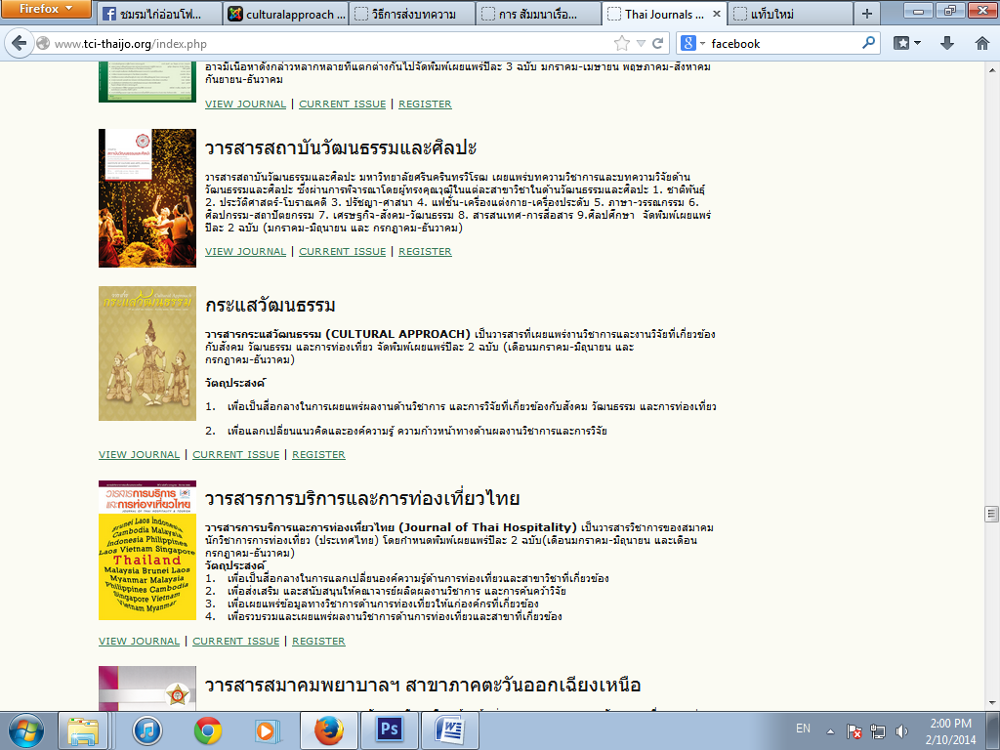 Firefox
ชมรมไก่อ่อนโฟ...
culturalapproach ...
วิธีการส่งบทความ
การ สัมมนาเรื่อ...
Thai Journals ...
แท็บใหม่
www.tci-thaijo.org/index.php
facebook
อาจมีเนื้อหาดังกล่าวหลากหลายที่แตกต่างกันไปจัดพิมพ์เผยแพร่ปีละ 3 ฉบับ มกราคม-เมษายน พฤษภาคม-สิงหาคม
กันยายน-ธันวาคม
VIEW JOURNAL | CURRENT ISSUE | REGISTER
วารสารสถาบันวัฒนธรรมและศิลปะ
วารสารสถาบันวัฒนธรรมและศิลปะ มหาวิทยาลัยศรีนครินทรวิโรฒ เผยแพร่บทความวิชาการและบทความวิจัยด้าน
วัฒนธรรมและศิลปะ ซึ่งผ่านการพิจารณาโดยผู้ทรงคุณวุฒิในแต่ละสาขาวิชาในด้านวัฒนธรรมและศิลปะ 1. ชาติพันธุ์
2. ประวัติศาสตร์-โบราณคดี 3. ปรัชญา-ศาสนา 4. แฟชั่น-เครื่องแต่งกาย-เครื่องประดับ 5. ภาษา-วรรณกรรม 6.
ศิลปกรรม-สถาปัตยกรรม 7. เศรษฐกิจ-สังคม-วัฒนธรรม 8. สารสนเทศ-การสื่อสาร 9.ศิลปศึกษา จัดพิมพ์เผยแพร่
ปีละ 2 ฉบับ (มกราคม-มิถุนายน และ กรกฎาคม-ธันวาคม)
VIEW JOURNAL | CURRENT ISSUE | REGISTER
กระแสวัฒนธรรม
กระแสวัฒนธรรม
วารสารกระแสวัฒนธรรม (CULTURAL APPROACH) เป็นวารสารที่เผยแพร่งานวิชาการและงานวิจัยที่เกี่ยวข้อง
กับสังคม วัฒนธรรม และการท่องเที่ยว จัดพิมพ์เผยแพร่ปีละ 2 ฉบับ (เดือนมกราคม-มิถุนายน และ
กรกฎาคม-ธันวาคม)
วัตถุประสงค์
1. เพื่อเป็นสื่อกลางในการเผยแพร่ผลงานด้านวิชาการ และการวิจัยที่เกี่ยวข้องกับสังคม วัฒนธรรม และการท่องเที่ยว
2. เพื่อแลกเปลี่ยนแนวคิดและองค์ความรู้ ความก้าวหน้าทางด้านผลงานวิชาการและการวิจัย
VIEW JOURNAL | CURRENT ISSUE | REGISTER
วารสารการบริการ
และการท่องเที่ยวไทย
JOURNAL OF THAI HOSPITALITY & TOURISM
Brunei Laos Indonesia
Cambodia Malaysia
Indonesia Philippines
Laos Vietnam Singapore
Thailand
Malaysia Brunei Laos
Myanmar Malaysia
Philippines Cambodia
Singapore Vietnam
Vietnam Myanmar
วารสารการบริการและการท่องเที่ยวไทย
วารสารการบริการและการท่องเที่ยวไทย (Journal of Thai Hospitality) เป็นวารสารวิชาการของสมาคม
นักวิชาการการท่องเที่ยว (ประเทศไทย) โดยกำหนดพิมพ์เผยแพร่ปีละ 2 ฉบับ(เดือนมกราคม-มิถุนายน และเดือน
กรกฎาคม-ธันวาคม)
วัตถุประสงค์
1. เพื่อเป็นสื่อกลางในการแลกเปลี่ยนองค์ความรู้ด้านการท่องเที่ยวและสาขาวิชาที่เกี่ยวข้อง
2. เพื่อส่งเสริม และสนับสนุนให้คณาจารย์ผลิตผลงานวิชาการ และการค้นคว้าวิจัย
3. เพื่อเผยแพร่ข้อมูลทางวิชาการด้านการท่องเที่ยวให้แก่องค์กรที่เกี่ยวข้อง
4. เพื่อรวบรวมและเผยแพร่ผลงานวิชาการด้านการท่องเที่ยวและสาขาที่เกี่ยวข้อง
VIEW JOURNAL | CURRENT ISSUE | REGISTER
วารสารสมาคมพยาบาลฯ สาขาภาคตะวันออกเฉียงเหนือ
Ps
EN
2:00 PM
2/10/2014